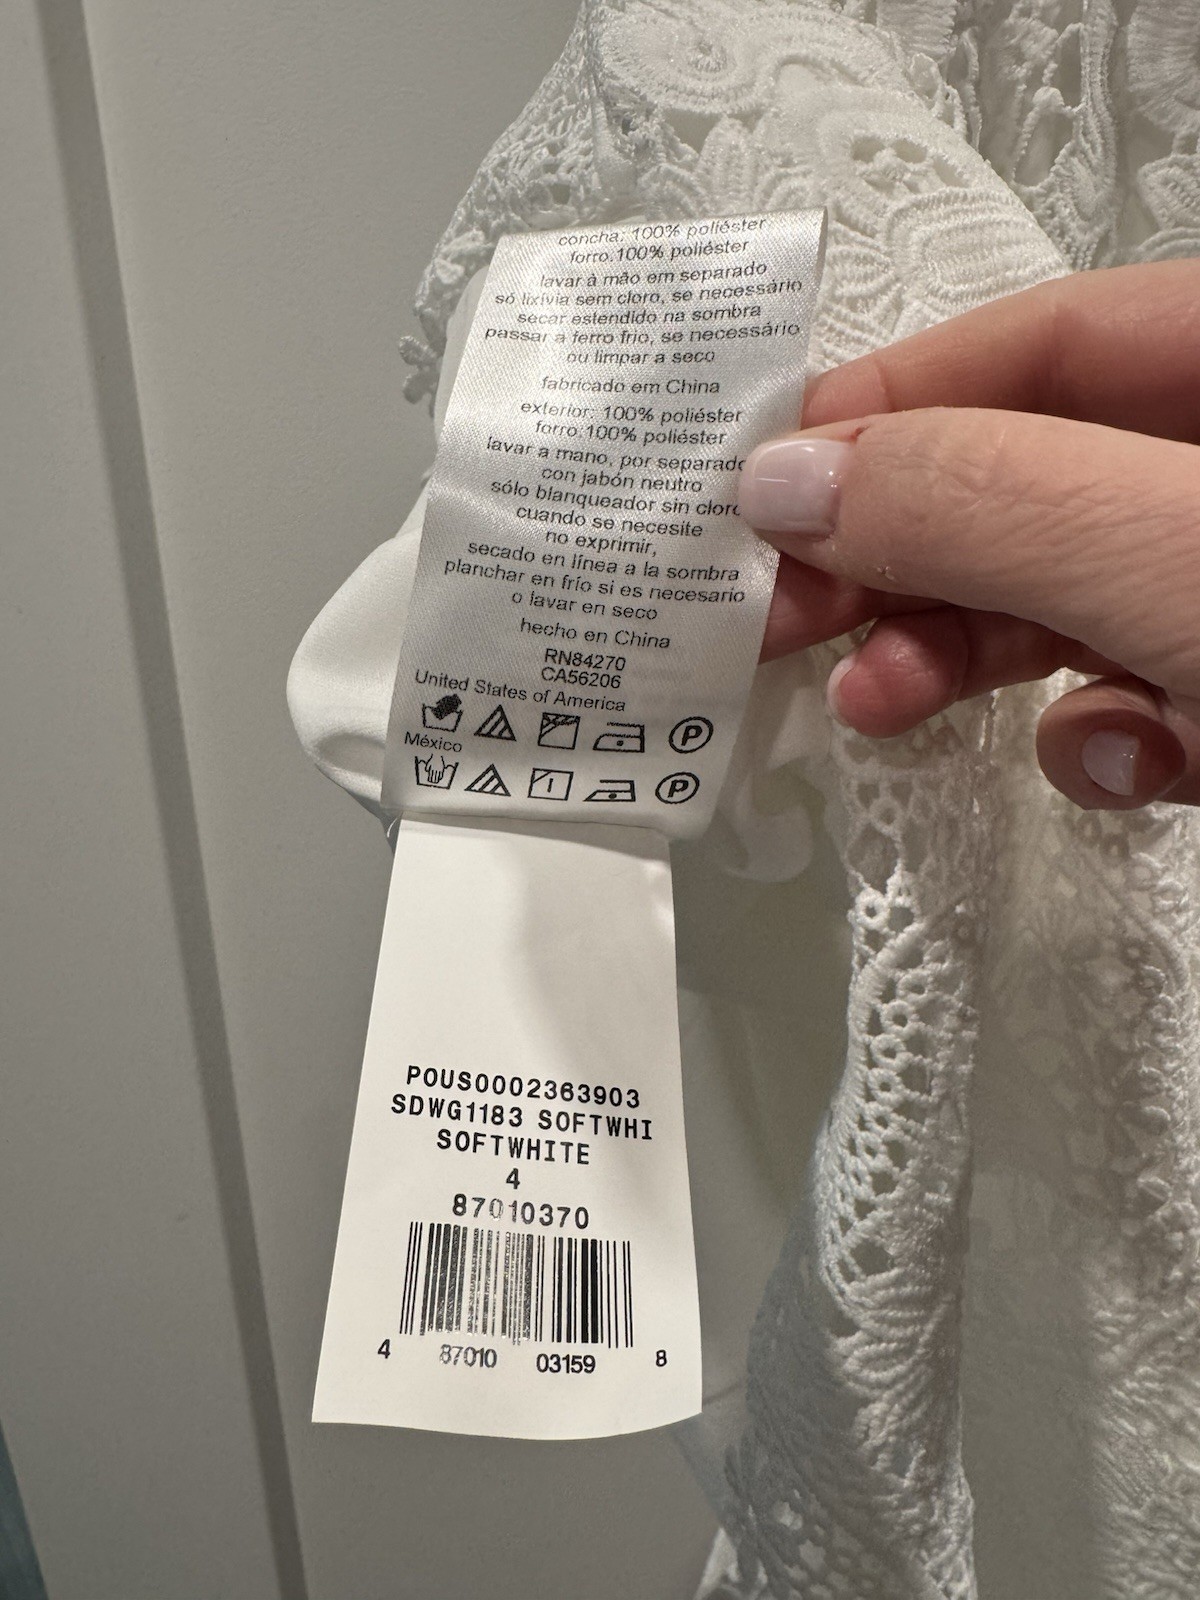 concha: 100% poliéster
forro:100% poliéster
lavar à mão em separado
só lixívia sem cloro, se necessário
secar estendido na sombra
passar a ferro frio, se necessário
ou limpar a seco
fabricado em China
exterior: 100% poliéster
forro:100% poliéster
lavar a mano, por separado
con jabón neutro
sólo blanqueador sin cloro
cuando se necesite
no exprimir,
secado en línea a la sombra
planchar en frío si es necesario
o lavar en seco
hecho en China
RN84270
CA56206
United States of America
P
México
P
POUS0002363903
SDWG1183 SOFTWHI
SOFTWHITE
4
87010370
4 87010 03159 8